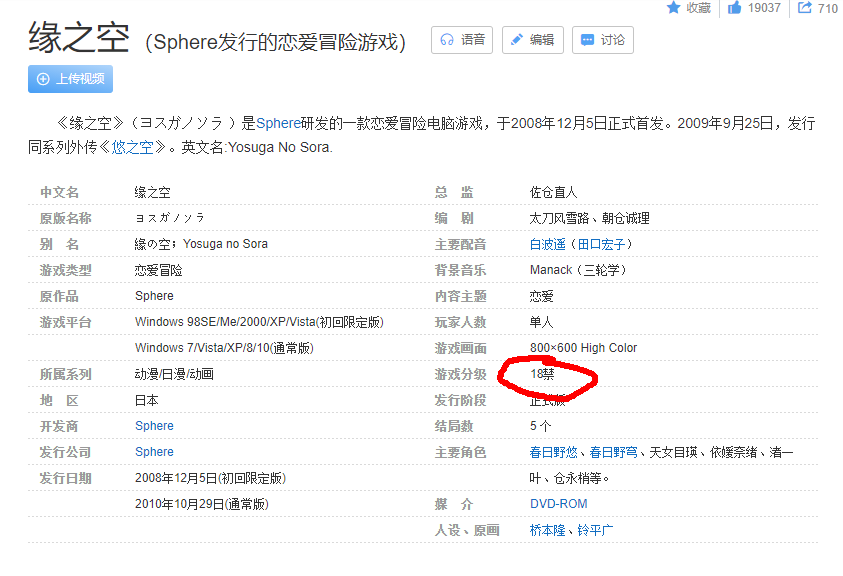 收藏 19037 710
缘之空 （Sphere发行的恋爱冒险游戏） 语音 编辑 讨论
上传视频
《缘之空》（ヨスガノソラ ）是Sphere研发的一款恋爱冒险电脑游戏，于2008年12月5日正式首发。2009年9月25日，发行
同系列外传《悠之空》。英文名:Yosuga No Sora.
中文名 缘之空
原版名称 ヨスガノソラ
别 名 緣の空；Yosuga no Sora
游戏类型 恋爱冒险
原作品 Sphere
游戏平台 Windows 98SE/Me/2000/XP/Vista(初回限定版)
Windows 7/Vista/XP/8/10(通常版)
所属系列 动漫/日漫/动画
地 区 日本
开发商 Sphere
发行公司 Sphere
发行日期 2008年12月5日(初回限定版)
2010年10月29日(通常版)
总 监 佐仓直人
编 剧 太刀风雪路、朝仓诚理
主要配音 白波遥（田口宏子）
背景音乐 Manack（三轮学）
内容主题 恋爱
玩家人数 单人
游戏画面 800×600 High Color
游戏分级 18禁
发行阶段 正式版
结局数 5 个
主要角色 春日野悠、春日野穹、天女目瑛、依媛奈绪、渚一
叶、仓永梢等。
媒 介 DVD-ROM
人设、原画 桥本隆、铃平广